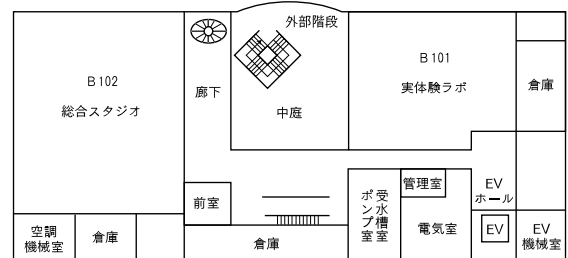 外部階段
B102
総合スタジオ
廊下
中庭
B101
実体験ラボ
倉庫
前室
空調
機械室
倉庫
倉庫
受水槽室
ポンプ室
管理室
電気室
EV
ホール
EV
EV
機械室